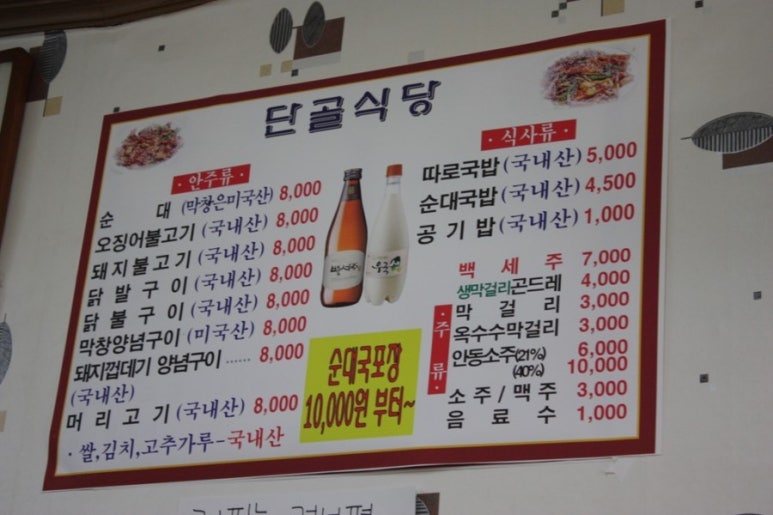 단골식당
·안주류·
순 대 (막창은미국산) 8,000
오징어불고기 (국내산) 8,000
돼지불고기 (국내산) 8,000
닭발구이 (국내산) 8,000
닭불구이 (국내산) 8,000
막창양념구이 (미국산) 8,000
돼지껍데기 양념구이 ...... 8,000
(국내산)
머리고기 (국내산) 8,000
· 쌀,김치,고추가루-국내산
순대국포장
10,000원 부터~
·식사류·
따로국밥 (국내산) 5,000
순대국밥 (국내산) 4,500
공기밥 (국내산) 1,000
·주류·
백세주 7,000
생막걸리곤드레 4,000
막걸리 3,000
옥수수막걸리 3,000
안동소주(21%) 6,000
(40%) 10,000
소주/맥주 3,000
음료수 1,000